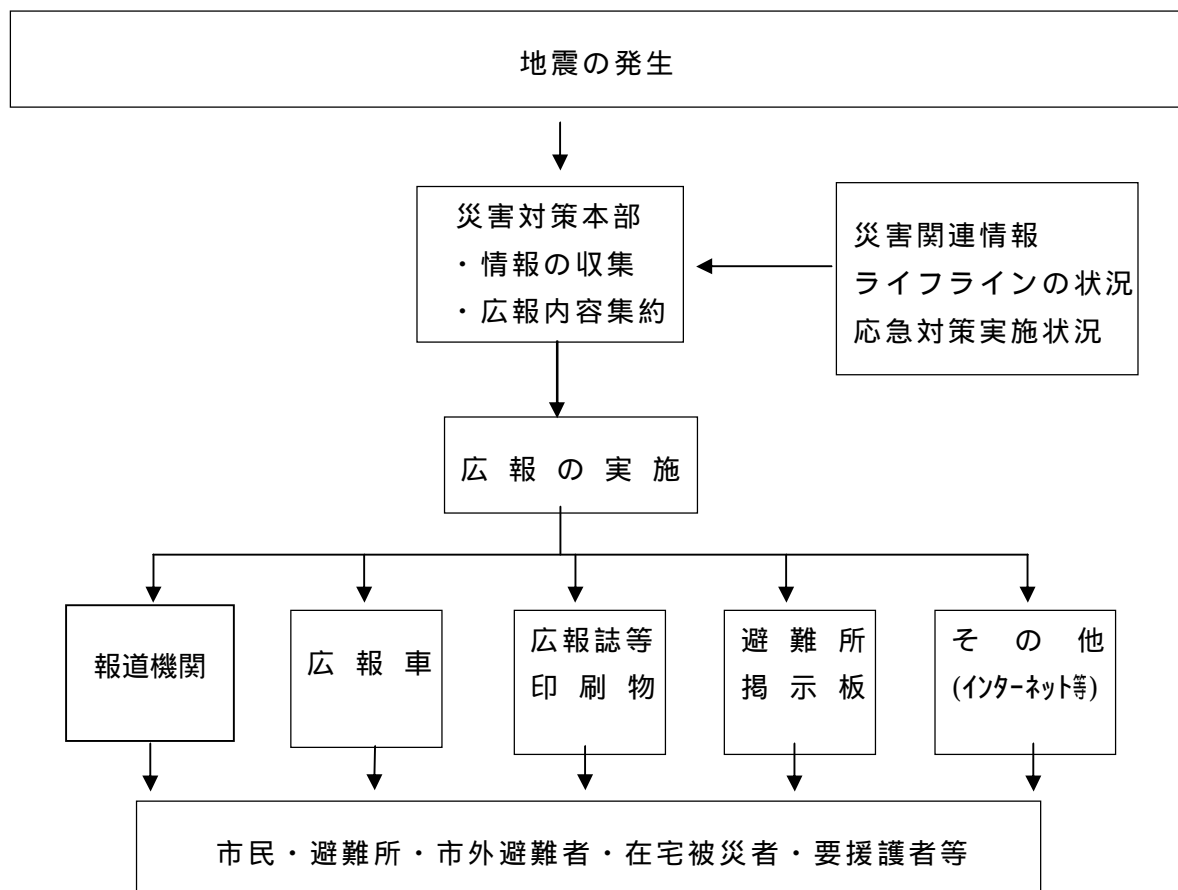 地震の発生
災害対策本部
・情報の収集
・広報内容集約
災害関連情報
ライフラインの状況
応急対策実施状況
広報の実施
報道機関
広報車
広報誌等
印刷物
避難所
掲示板
その他
(インターネット等)
市民・避難所・市外避難者・在宅被災者・要援護者等